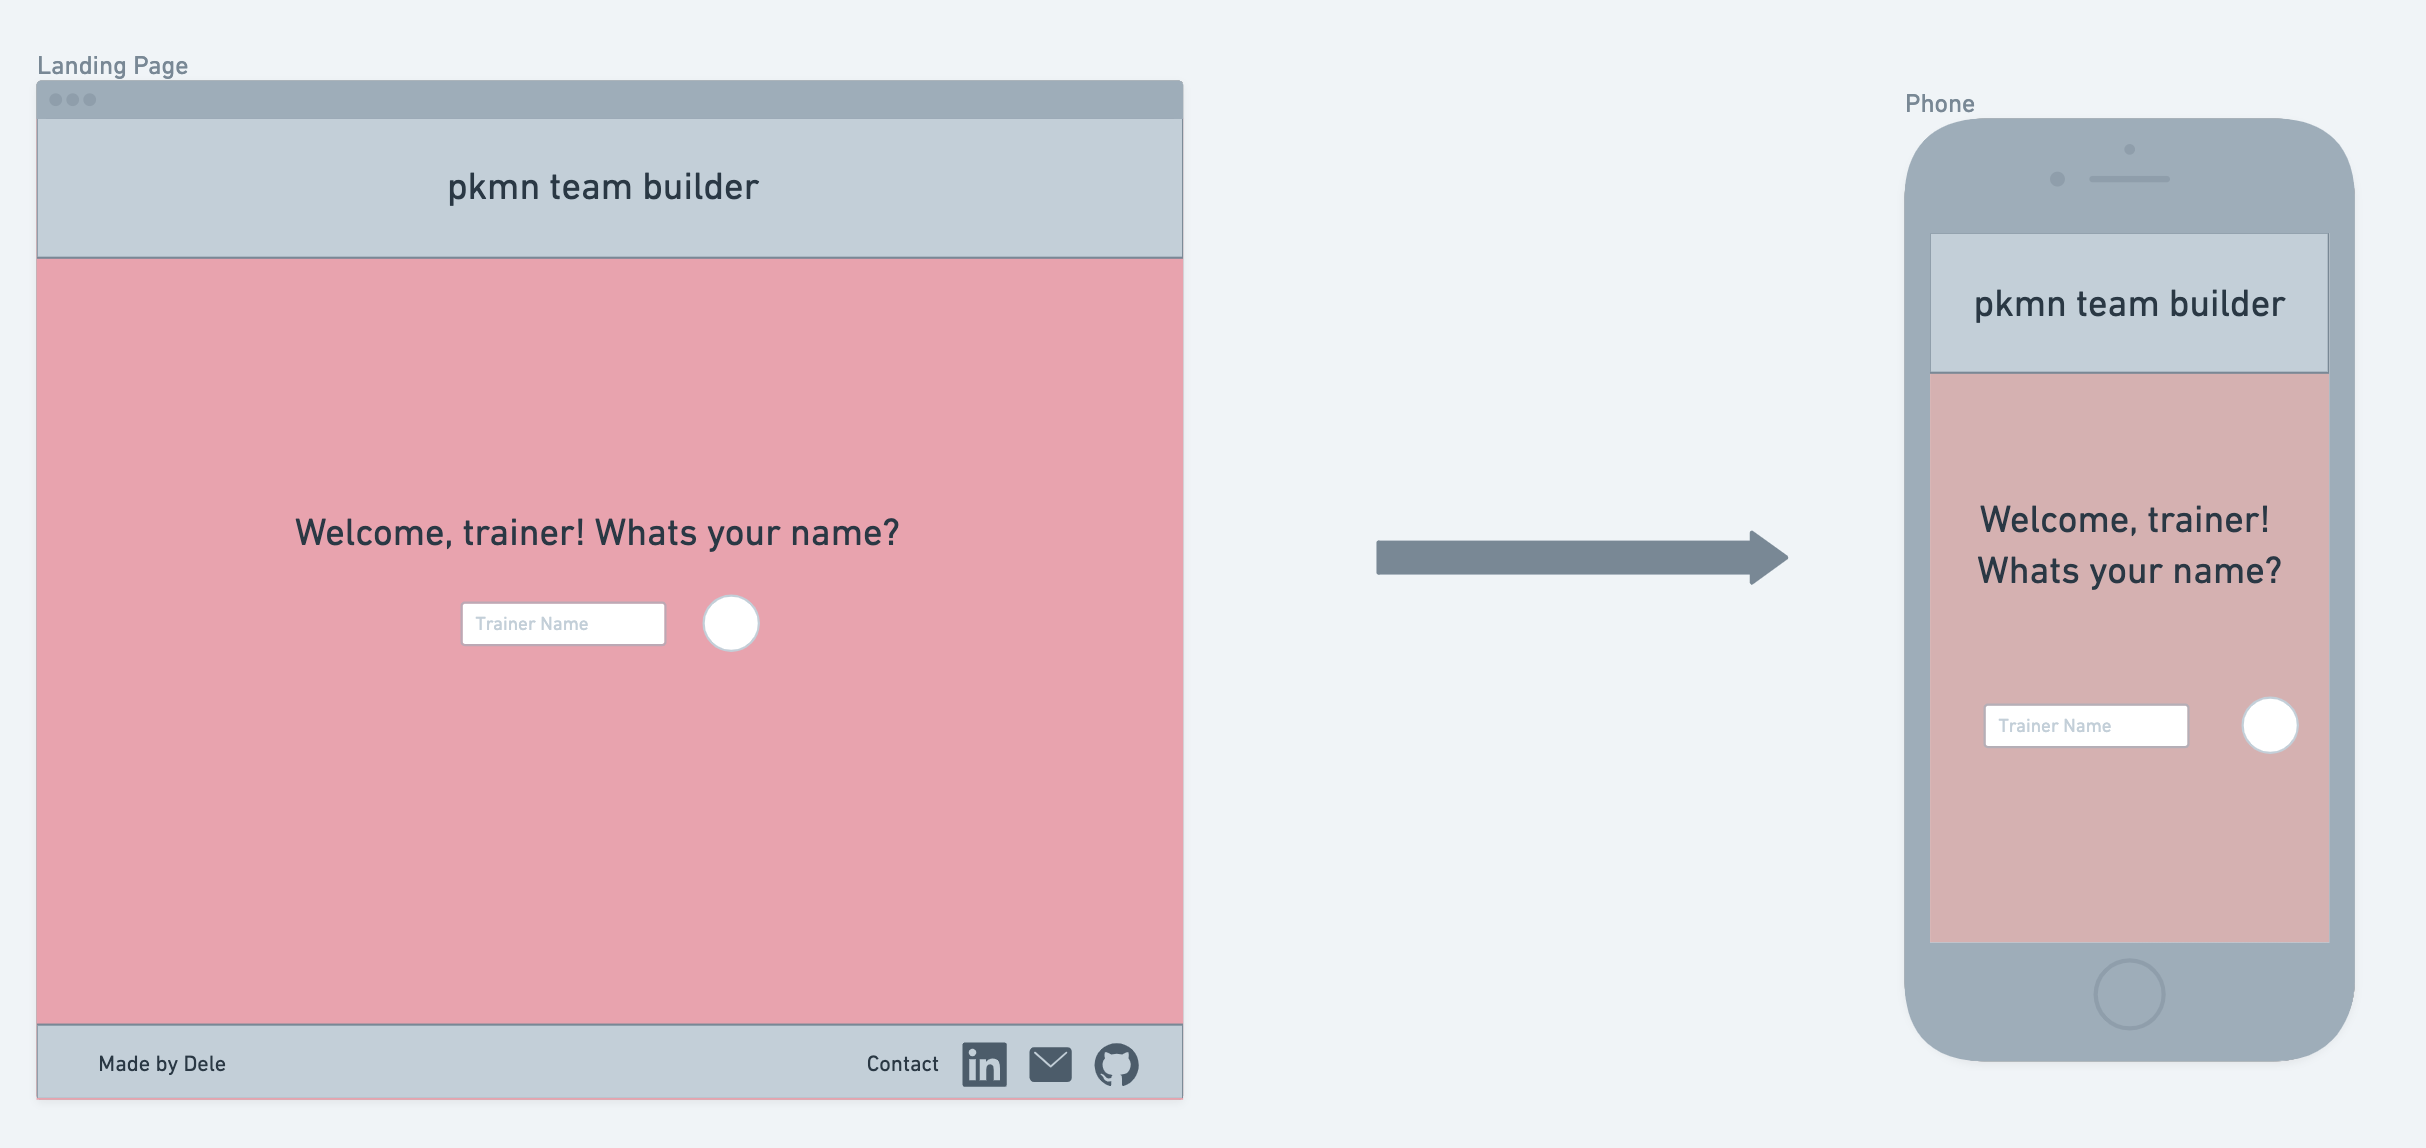 Landing Page
pkmn team builder
Welcome, trainer! Whats your name?
Trainer Name
Made by Dele
Contact
in
Phone
pkmn team builder
Welcome, trainer!
Whats your name?
Trainer Name